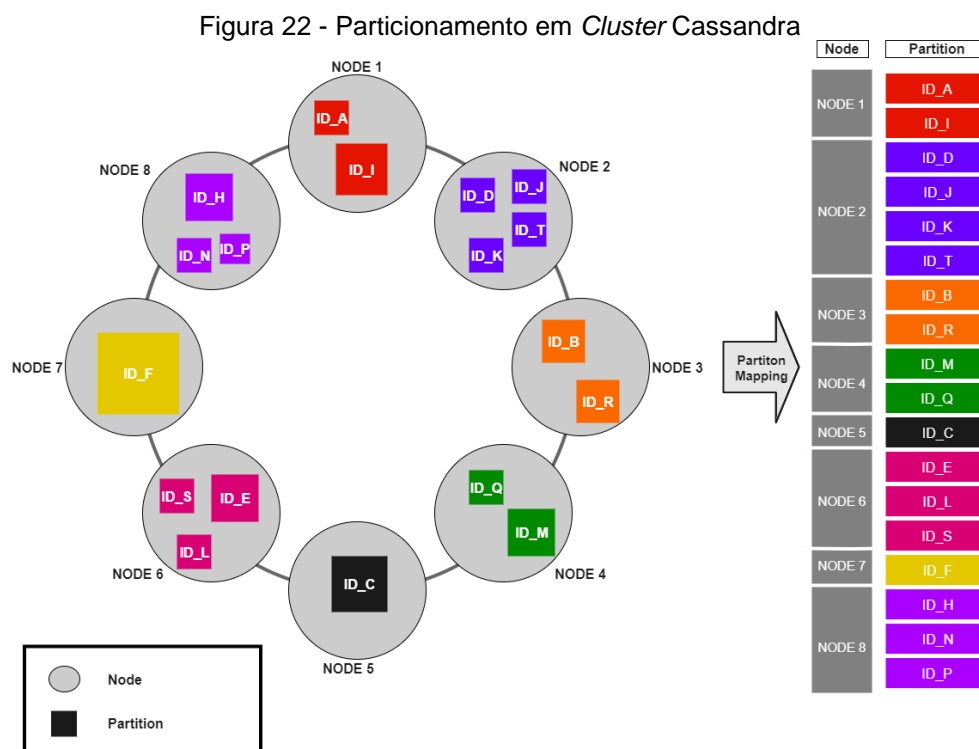 Figura 22 - Particionamento em Cluster Cassandra
NODE 1
ID_A
ID_I
NODE 2
ID_D
ID_J
ID_T
ID_K
NODE 3
ID_B
ID_R
NODE 4
ID_Q
ID_M
NODE 5
ID_C
NODE 6
ID_S
ID_E
ID_L
NODE 7
ID_F
NODE 8
ID_H
ID_N
ID_P
Partiton
Mapping
Node
Partition
Node Partition
NODE 1
ID_A
ID_I
NODE 2
ID_D
ID_J
ID_K
ID_T
NODE 3
ID_B
ID_R
NODE 4
ID_M
ID_Q
NODE 5
ID_C
NODE 6
ID_E
ID_L
ID_S
NODE 7
ID_F
NODE 8
ID_H
ID_N
ID_P